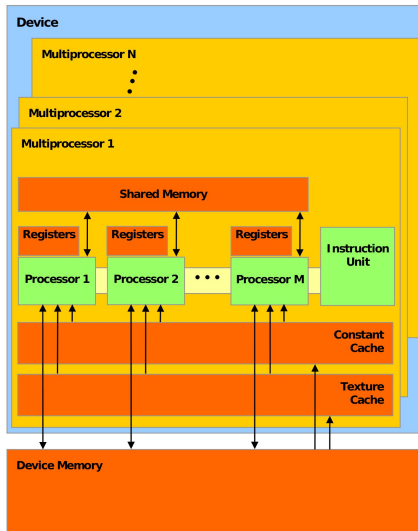 Device
Multiprocessor N
Multiprocessor 2
Multiprocessor 1
Shared Memory
Registers
Registers
Registers
Instruction
Unit
Processor 1
Processor 2
Processor M
Constant
Cache
Texture
Cache
Device Memory